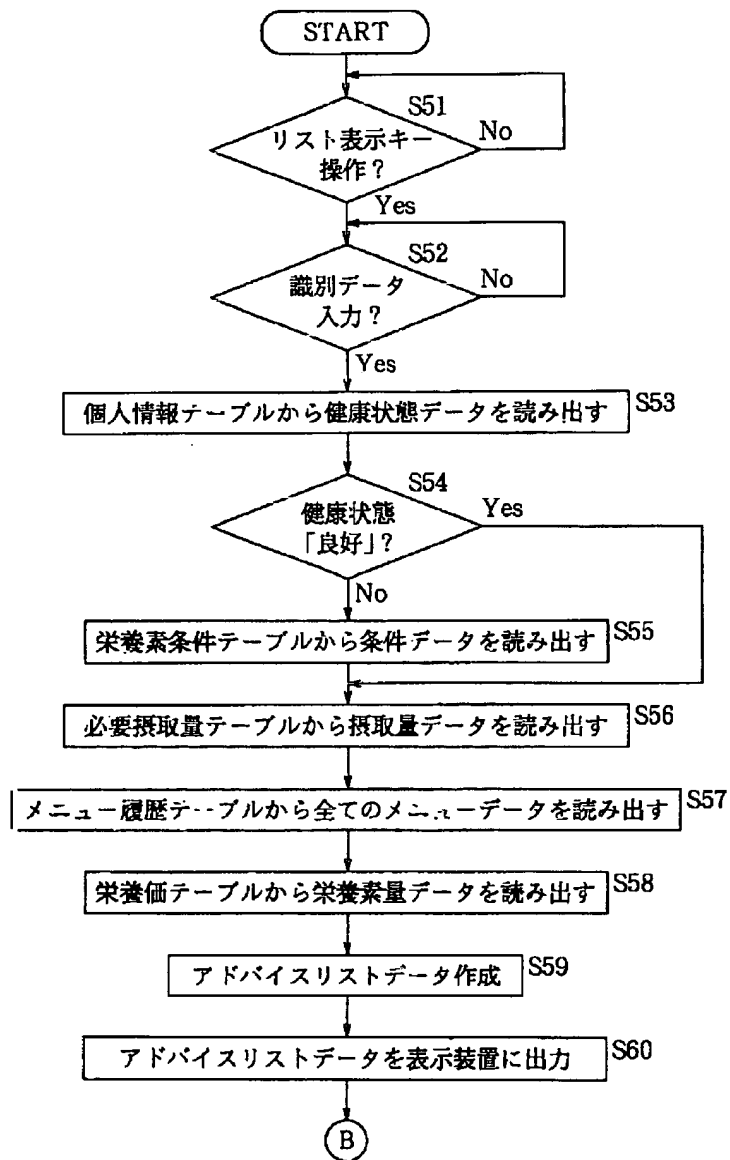 START
S51
リスト表示キー
操作?
No
Yes
S52
識別データ
入力?
No
Yes
個人情報テーブルから健康状態データを読み出す
S53
S54
健康状態
「良好」?
Yes
No
栄養素条件テーブルから条件データを読み出す
S55
必要摂取量テーブルから摂取量データを読み出す
S56
メニュー履歴テーブルから全てのメニューデータを読み出す
S57
栄養価テーブルから栄養素量データを読み出す
S58
アドバイスリストデータ作成
S59
アドバイスリストデータを表示装置に出力
S60
B